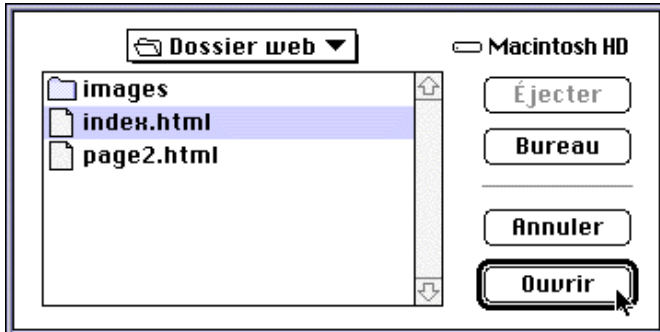 Dossier web
Macintosh HD
images
index.html
page2.html
Éjecter
Bureau
Annuler
Ouvrir